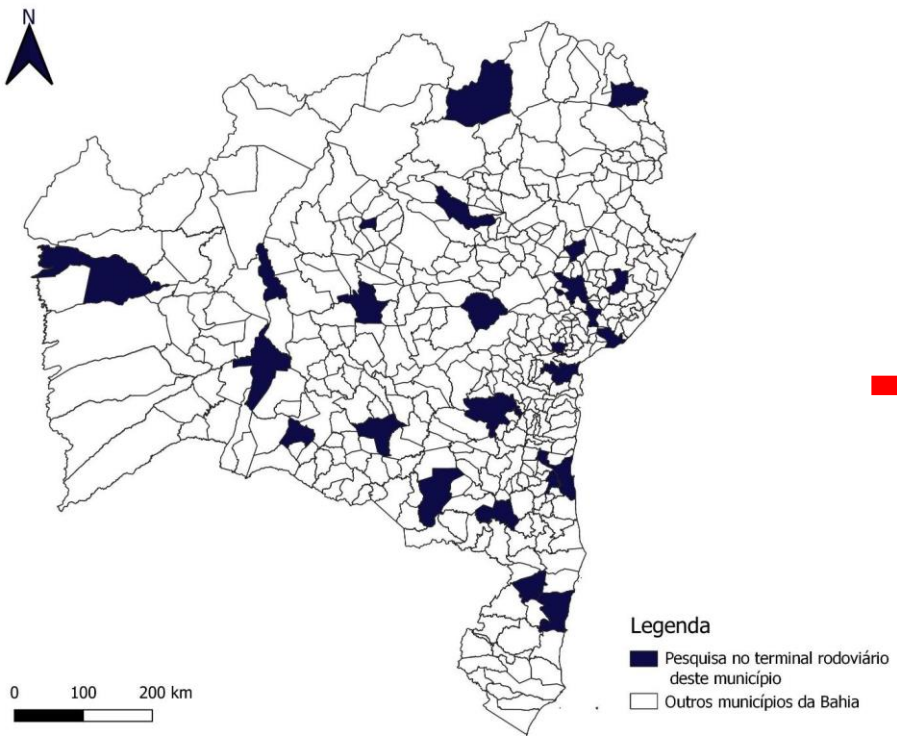 N
Legenda
Pesquisa no terminal rodoviário
deste município
Outros municípios da Bahia
0 100 200 km